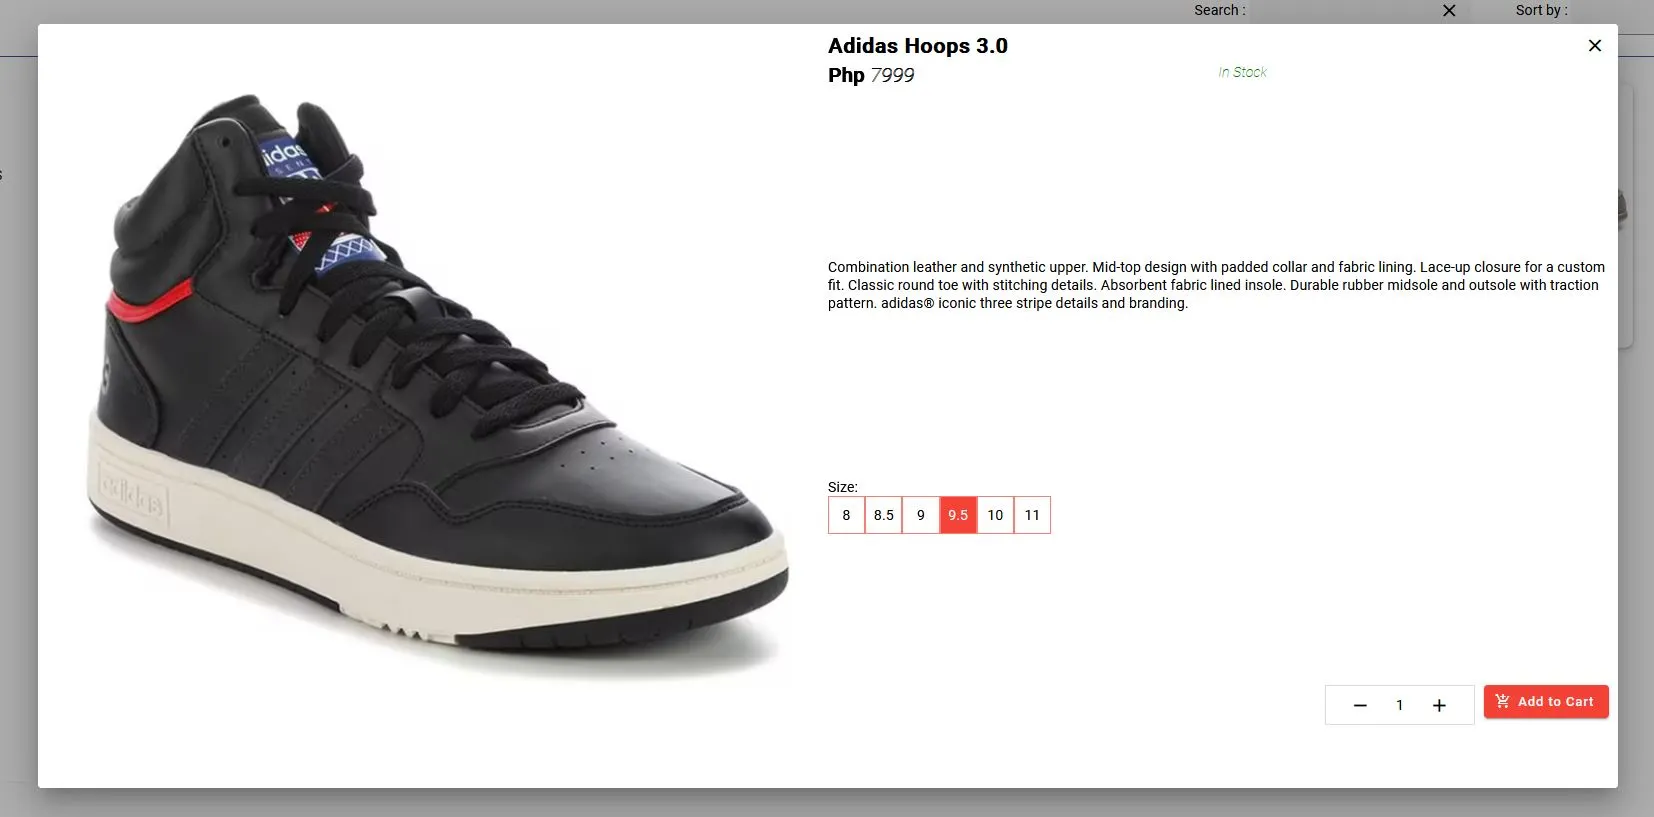 Search :
Sort by :
Adidas Hoops 3.0
Php 7999
In Stock
idas
Combination leather and synthetic upper. Mid-top design with padded collar and fabric lining. Lace-up closure for a custom
fit. Classic round toe with stitching details. Absorbent fabric lined insole. Durable rubber midsole and outsole with traction
pattern. adidas® iconic three stripe details and branding.
adidas
Size:
8 8.5 9 9.5 10 11
1
Add to Cart